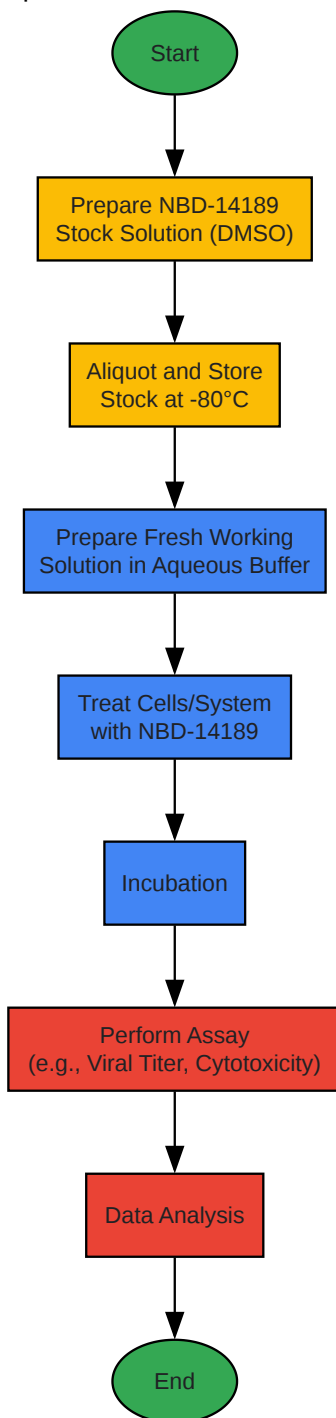 Start
Prepare NBD-14189
Stock Solution (DMSO)
Aliquot and Store
Stock at -80°C
Prepare Fresh Working
Solution in Aqueous Buffer
Treat Cells/System
with NBD-14189
Incubation
Perform Assay
(e.g., Viral Titer, Cytotoxicity)
Data Analysis
End